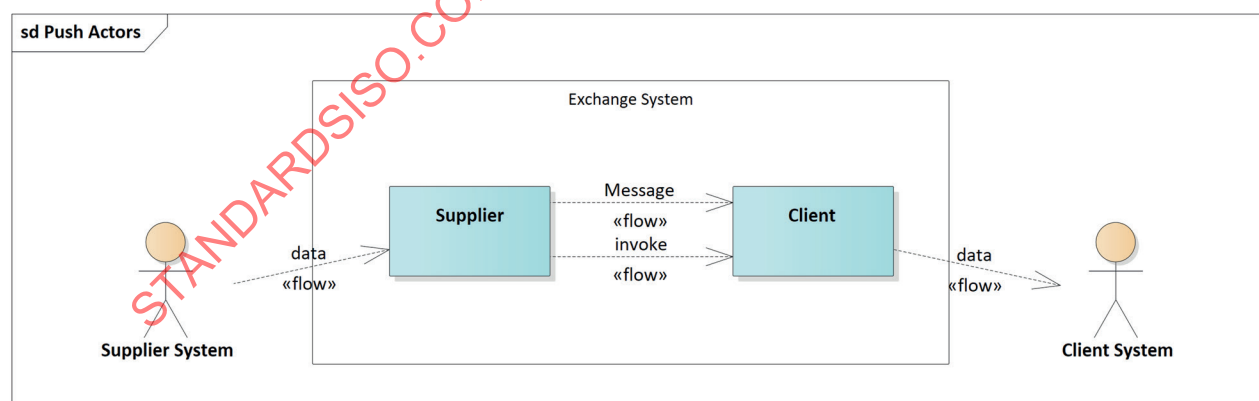 sd Push Actors
STANDARDSISO.CO
Exchange System
Message
«flow»
invoke
«flow»
Supplier
Client
data
«flow»
data
«flow»
Supplier System
Client System